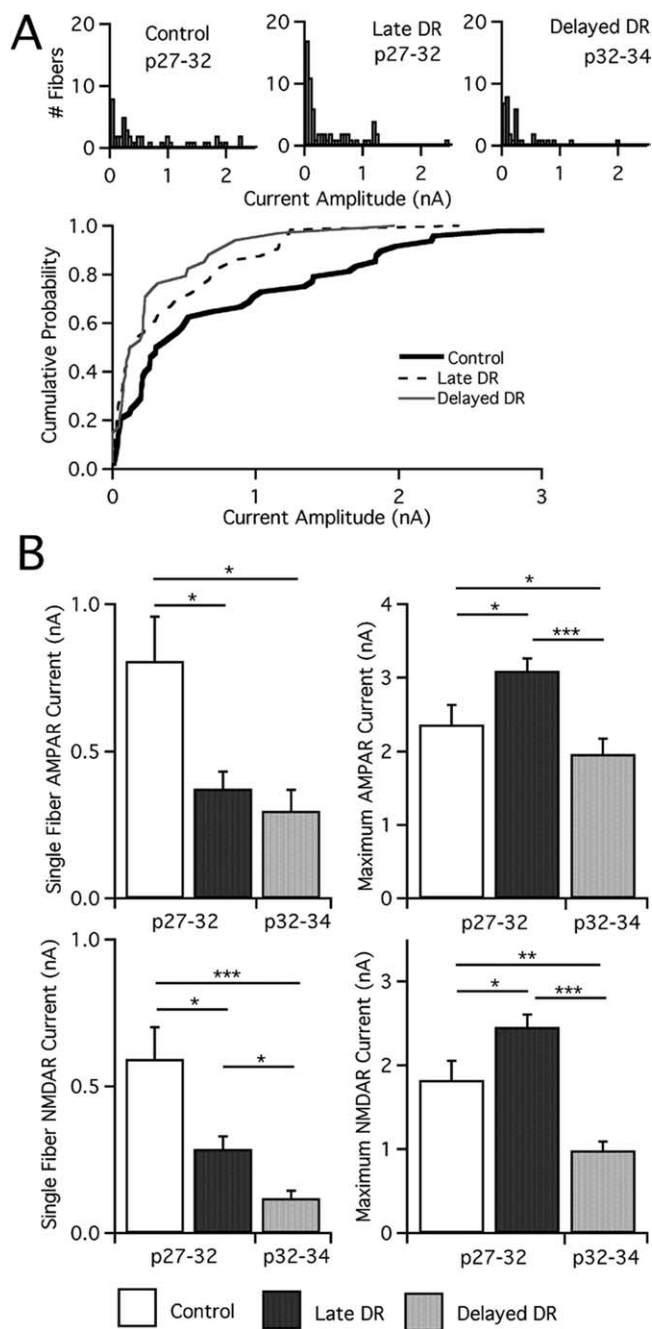 A
Control
p27-32
Late DR
p27-32
Delayed DR
p32-34
# Fibers
20
10
0
20
10
0
20
10
0
0 1 2
0 1 2
0 1 2
Current Amplitude (nA)
Cumulative Probability
1.0
0.8
0.6
0.4
0.2
0.0
Control
Late DR
Delayed DR
0 1 2 3
Current Amplitude (nA)
B
Single Fiber AMPAR Current (nA)
1.0
0.5
0.0
*
*
p27-32 p32-34
Maximum AMPAR Current (nA)
4
3
2
1
0
*
*
***
p27-32 p32-34
Single Fiber NMDAR Current (nA)
1.0
0.5
0.0
***
*
*
p27-32 p32-34
Maximum NMDAR Current (nA)
3
2
1
0
**
*
***
p27-32 p32-34
Control Late DR Delayed DR